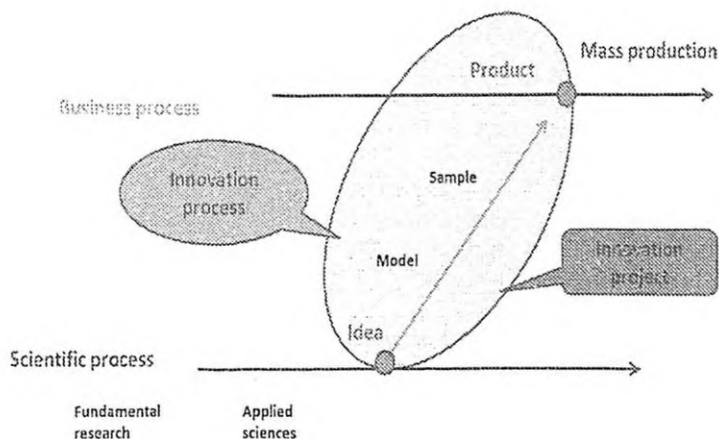 Mass production
Product
Business process
Innovation
process
Sample
Model
Innovation
project
Idea
Scientific process
Fundamental
research
Applied
sciences